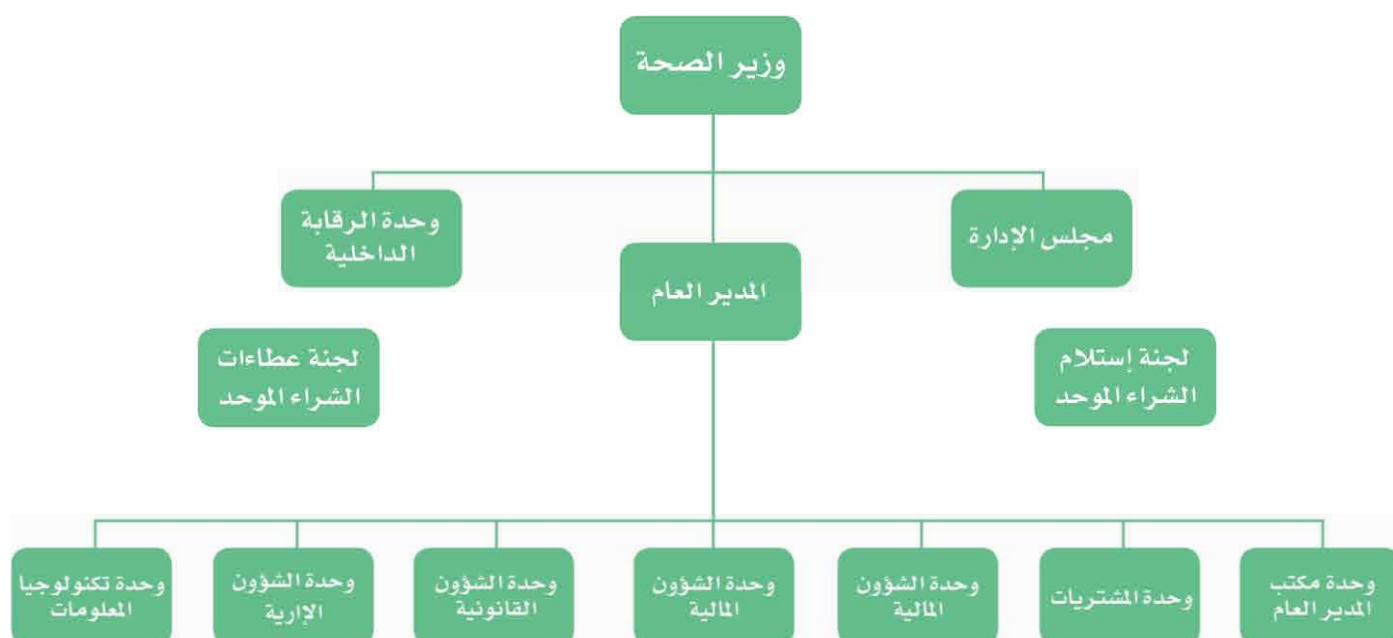 وزير الصحة
مجلس الإدارة
وحدة الرقابة
الداخلية
المدير العام
لجنة إستلام
الشراء الموحد
لجنة عطاءات
الشراء الموحد
وحدة مكتب
المدير العام
وحدة المشتريات
وحدة الشؤون
المالية
وحدة الشؤون
المالية
وحدة الشؤون
القانونية
وحدة الشؤون
الإارية
وحدة تكنولوجيا
المعلومات